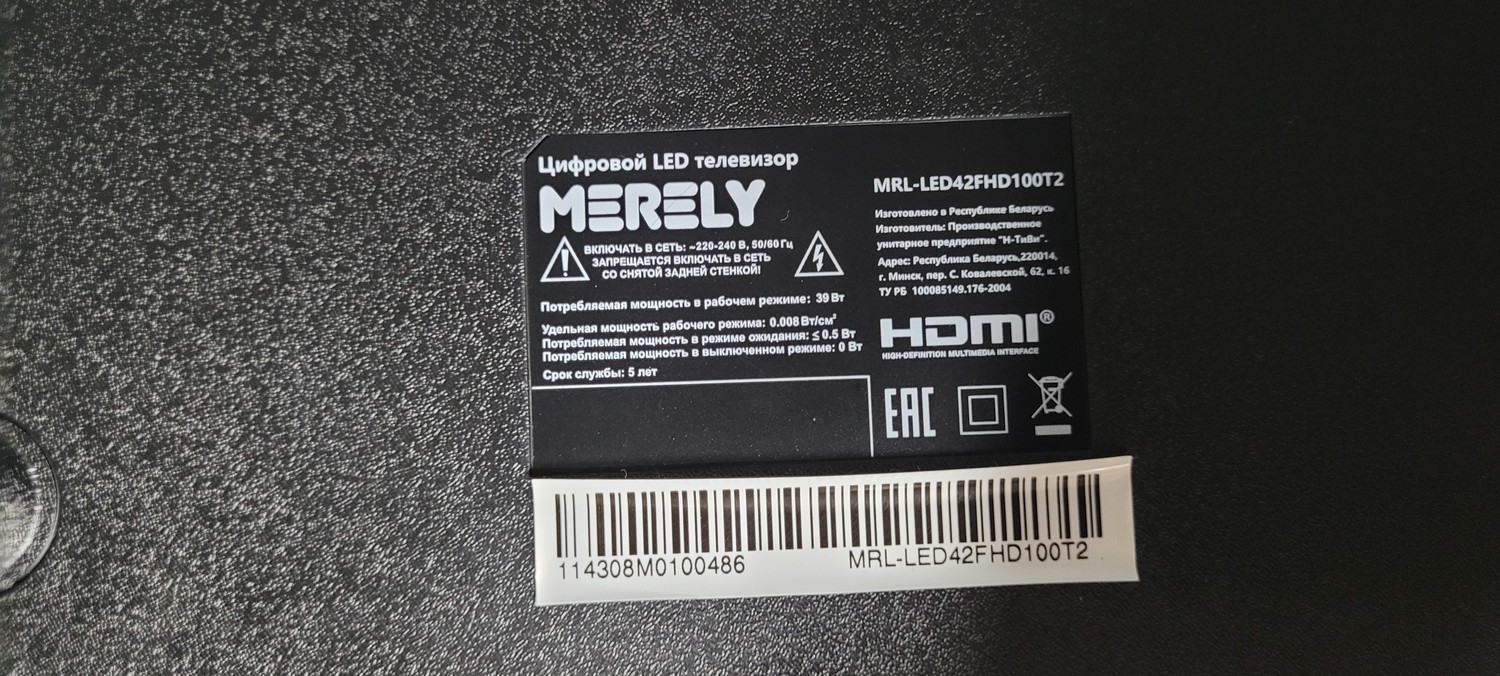 Цифровой LED телевизор
MERELY
ВКЛЮЧАТЬ В СЕТЬ: ~220-240 В, 50/60 Гц
ЗАПРЕЩАЕТСЯ ВКЛЮЧАТЬ В СЕТЬ
СО СНЯТОЙ ЗАДНЕЙ СТЕНКОЙ!
Потребляемая мощность в рабочем режиме: 39 Вт
Удельная мощность рабочего режима: 0.008 Вт/см²
Потребляемая мощность в режиме ожидания: ≤ 0.5 Вт
Потребляемая мощность в выключенном режиме: 0 Вт
Срок службы: 5 лет
MRL-LED42FHD100T2
Изготовлено в Республике Беларусь
Изготовитель: Производственное
унитарное предприятие "Н-ТиВи".
Адрес: Республика Беларусь,220014,
г. Минск, пер. С. Ковалевской, 62, к. 16
ТУ РБ 100085149.176-2004
HDMI®
HIGH-DEFINITION MULTIMEDIA INTERFACE
EAC
114308M0100486 MRL-LED42FHD100T2